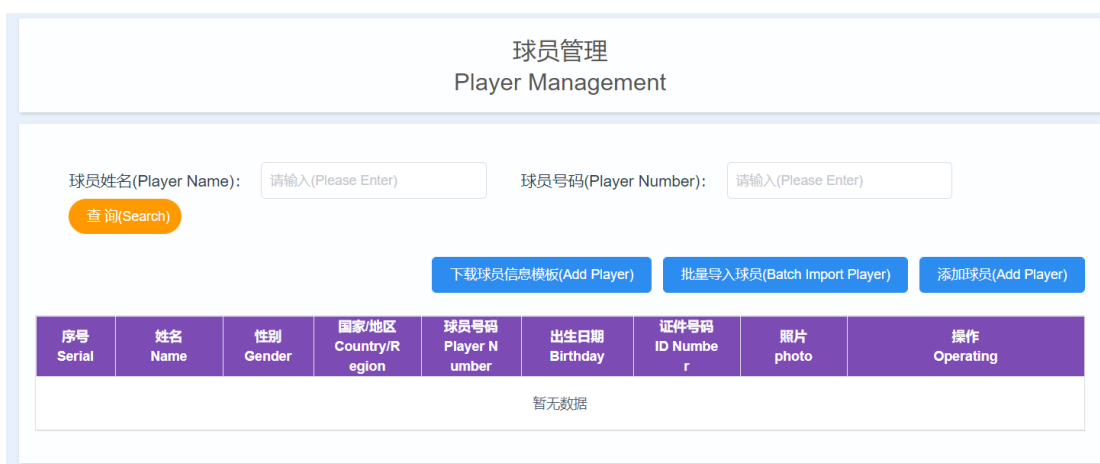 球员管理
Player Management
球员姓名(Player Name)： 请输入(Please Enter) 球员号码(Player Number)： 请输入(Please Enter)
查 询(Search)
下载球员信息模板(Add Player) 批量导入球员(Batch Import Player) 添加球员(Add Player)
序号 姓名 性别 国家/地区 球员号码 出生日期 证件号码 照片 操作
Serial Name Gender Country/R Player N Birthday ID Numbe photo Operating
egion umber r
暂无数据